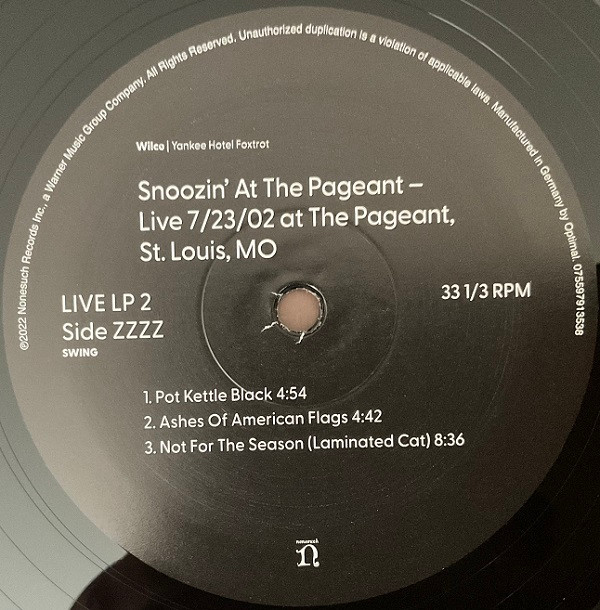 ©2022 Nonesuch Records Inc., a Warner Music Group Company. All Rights Reserved. Unauthorized duplication is a violation of applicable laws. Manufactured in Germany by Optimal. 075597913538
Wilco | Yankee Hotel Foxtrot
Snoozin' At The Pageant –
Live 7/23/02 at The Pageant,
St. Louis, MO
LIVE LP 2
33 1/3 RPM
Side ZZZZ
SWING
1. Pot Kettle Black 4:54
2. Ashes Of American Flags 4:42
3. Not For The Season (Laminated Cat) 8:36
nonesuch
n